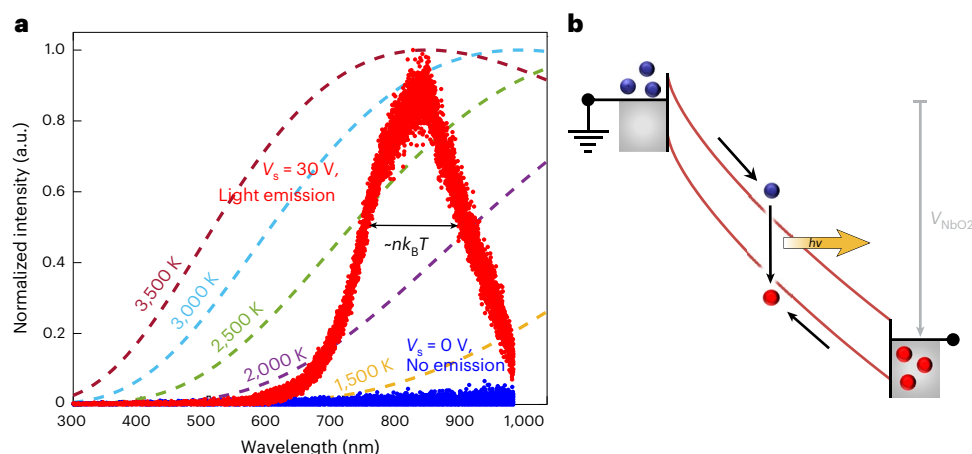 a
b
Normalized intensity (a.u.)
1.0
0.8
0.6
0.4
0.2
0
V_s = 30 V,
Light emission
~nk_BT
3,500 K
3,000 K
2,500 K
2,000 K
1,500 K
V_s = 0 V,
No emission
300
400
500
600
700
800
900
1,000
Wavelength (nm)
hν
V_NbO2